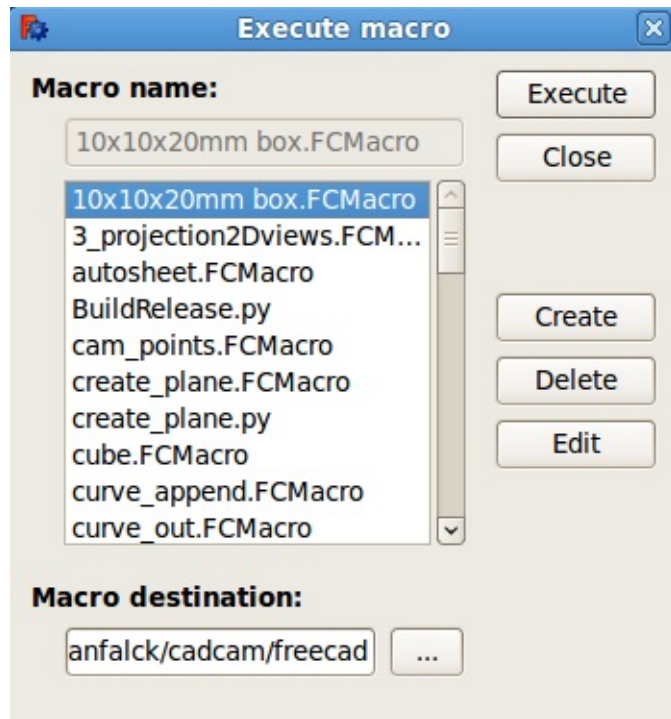 Execute macro
Macro name:
10x10x20mm box.FCMacro
10x10x20mm box.FCMacro
3_projection2Dviews.FCM...
autosheet.FCMacro
BuildRelease.py
cam_points.FCMacro
create_plane.FCMacro
create_plane.py
cube.FCMacro
curve_append.FCMacro
curve_out.FCMacro
Execute
Close
Create
Delete
Edit
Macro destination:
anfalck/cadcam/freecad
...